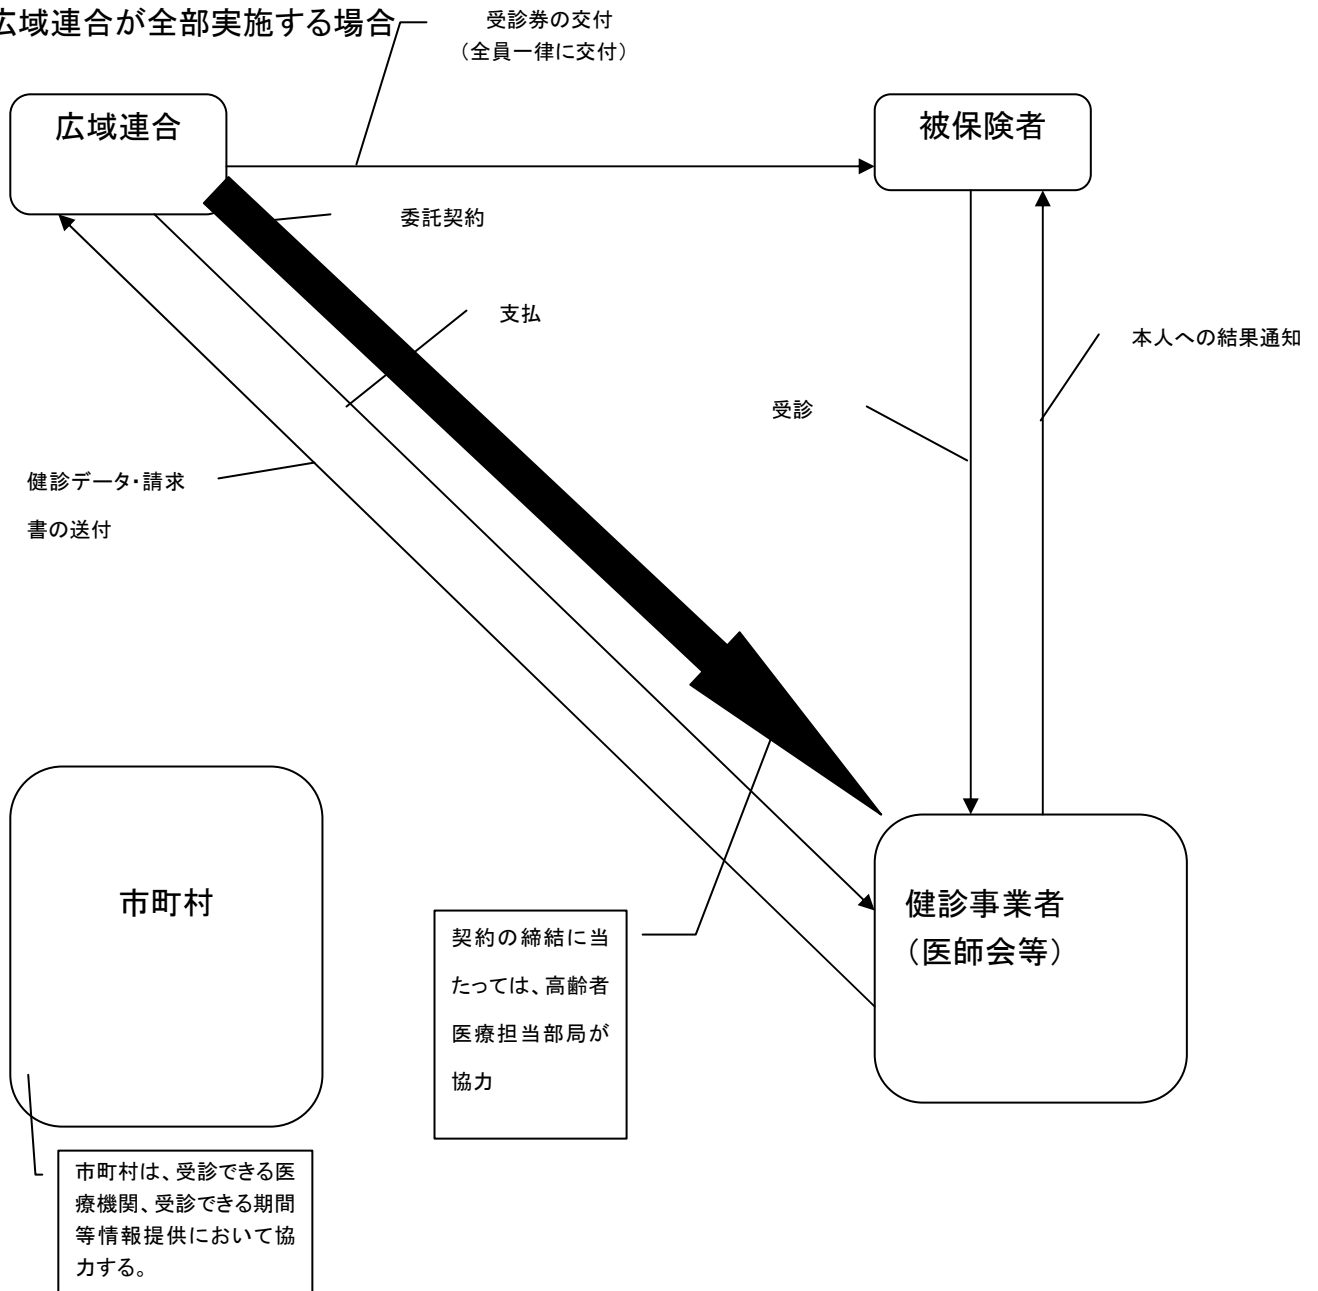 広域連合が全部実施する場合
受診券の交付
（全員一律に交付）
広域連合
被保険者
委託契約
支払
本人への結果通知
受診
健診データ・請求
書の送付
市町村
健診事業者
（医師会等）
契約の締結に当
たっては、高齢者
医療担当部局が
協力
市町村は、受診できる医
療機関、受診できる期間
等情報提供において協
力する。